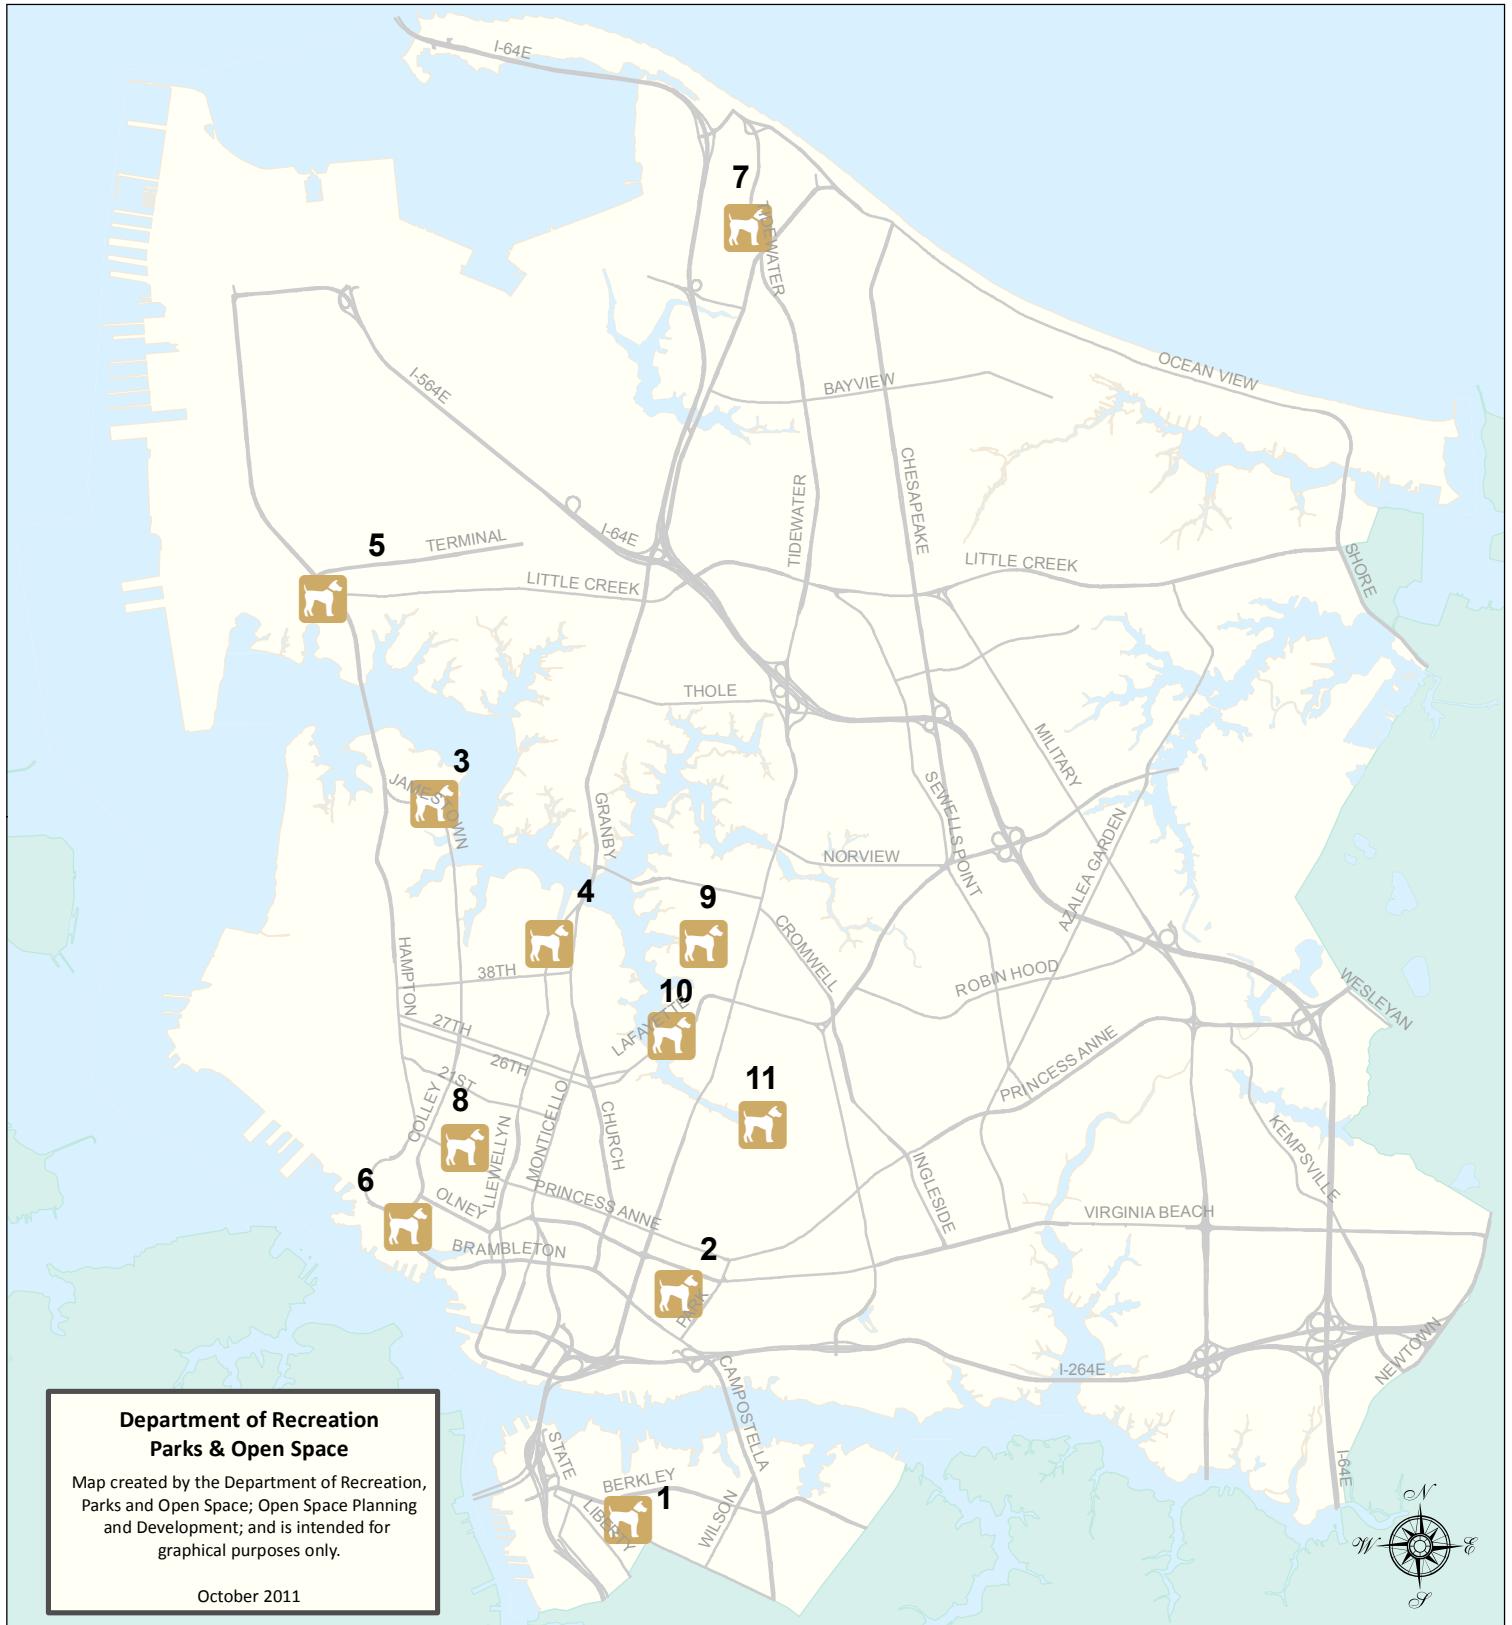 I-64E
7
TIDEWATER
OCEAN VIEW
I-564E
BAYVIEW
CHESAPEAKE
TIDEWATER
I-64E
5
TERMINAL
LITTLE CREEK
LITTLE CREEK
SHORE
THOLE
MILITARY
3
JAMESTOWN
SEWELLS POINT
GRANBY
NORVIEW
AZALEA GARDEN
4
9
CROMWELL
HAMPTON
38TH
ROBIN HOOD
WESLEYAN
10
LAFAYETTE
27TH
26TH
21ST
PRINCESS ANNE
11
8
COLLEY
LLEWELLYN
MONTICELLO
CHURCH
KEMPSVILLE
INGLESIDE
6
OLNEY
PRINCESS ANNE
VIRGINIA BEACH
BRAMBLETON
2
PARK
I-264E
NEWTOWN
CAMPOSTELLA
Department of Recreation
Parks & Open Space
Map created by the Department of Recreation,
Parks and Open Space; Open Space Planning
and Development; and is intended for
graphical purposes only.
October 2011
STATE
BERKLEY
1
LIBERTY
WILSON
I-64E
N
W
E
S